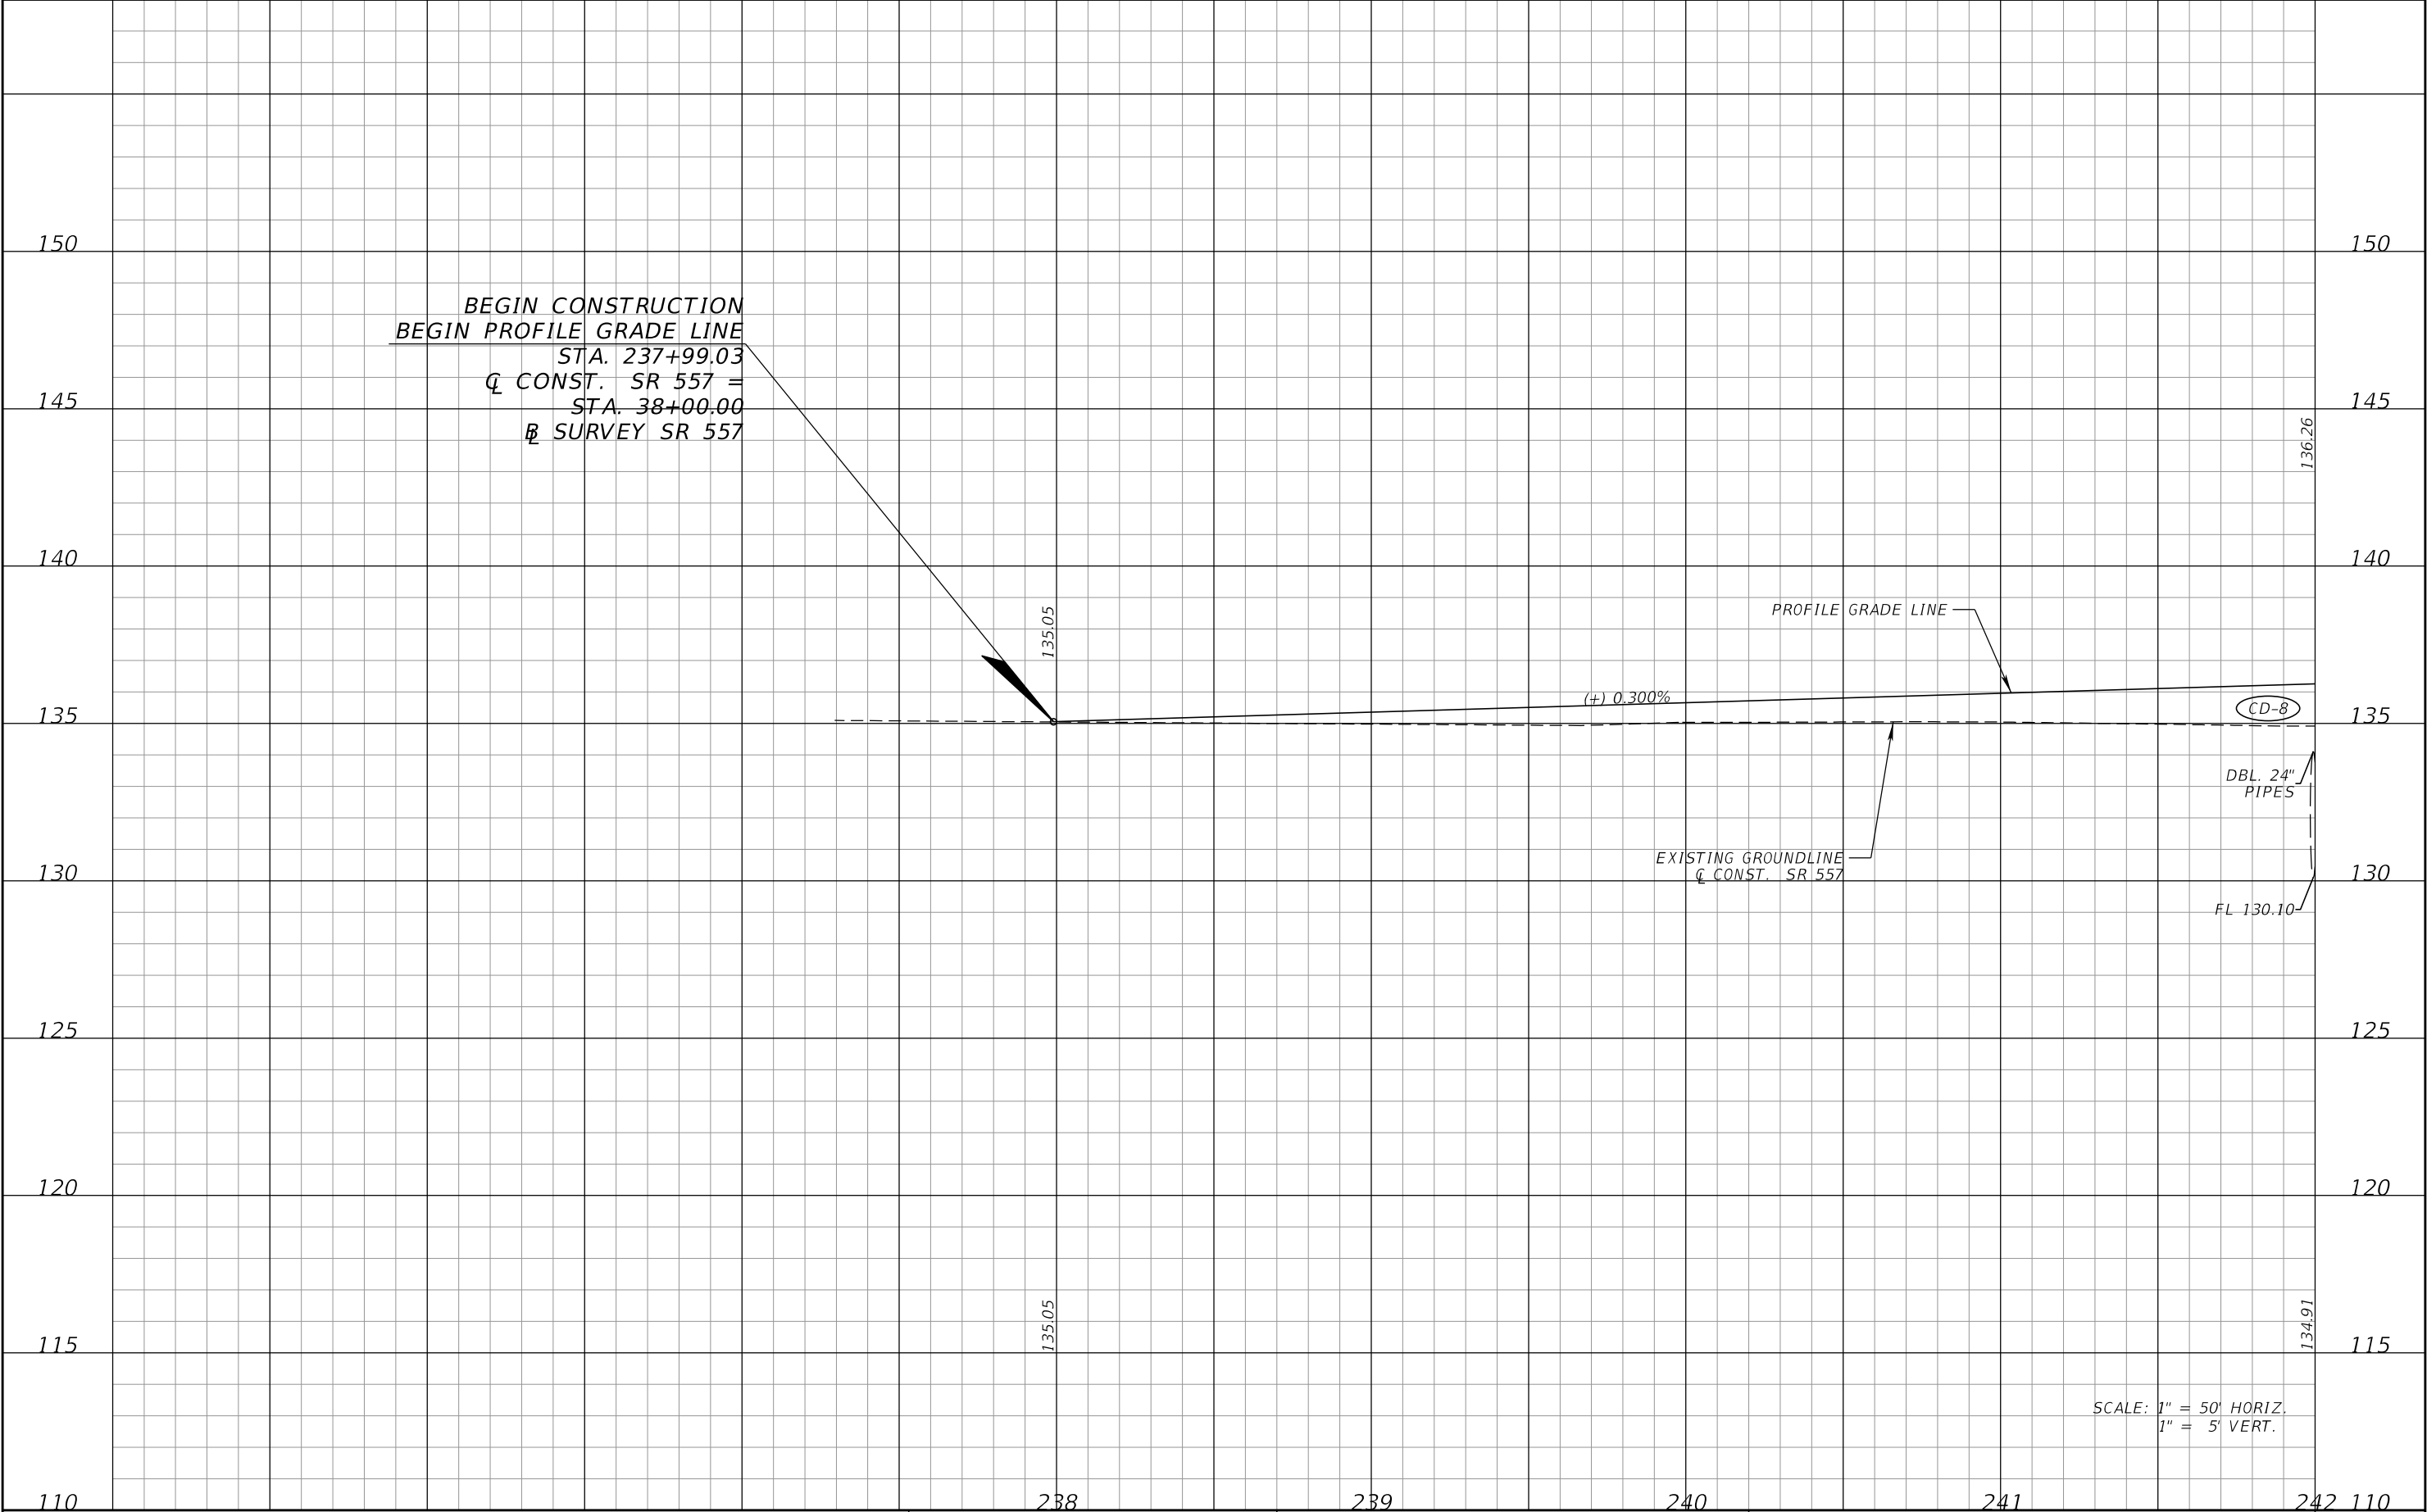 150
150
BEGIN CONSTRUCTION
BEGIN PROFILE GRADE LINE
STA. 237+99.03
℄ CONST. SR 557 =
STA. 38+00.00
B̲L SURVEY SR 557
145
145
136.26
140
140
135.05
PROFILE GRADE LINE
(+) 0.300%
135
135
CD-8
DBL. 24"
PIPES
EXISTING GROUNDLINE
℄ CONST. SR 557
130
130
FL 130.10
125
125
120
120
135.05
134.91
115
115
SCALE: 1" = 50' HORIZ.
1" = 5' VERT.
110
238
239
240
241
242
110